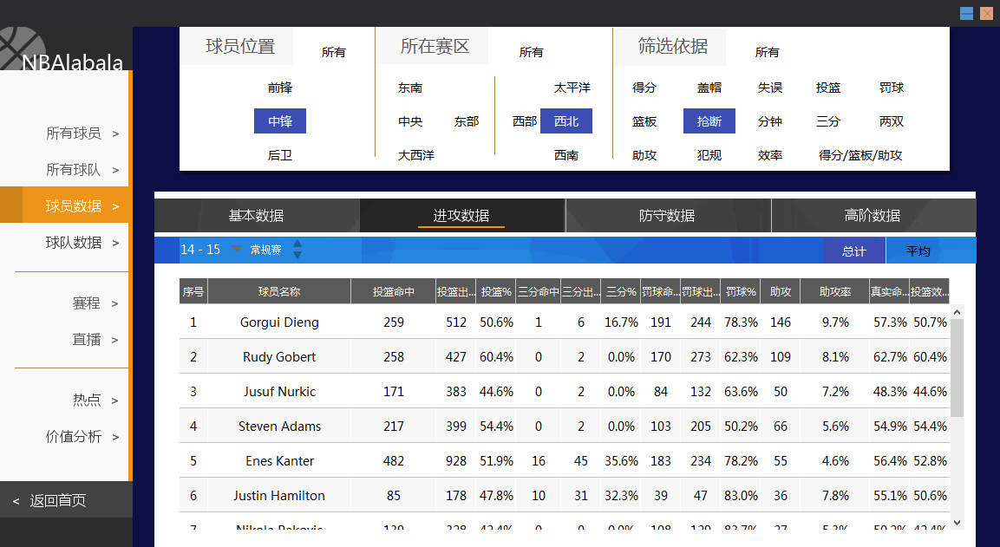 NBAlabala
所有球员 >
所有球队 >
球员数据 >
球队数据 >
赛程 >
直播 >
热点 >
价值分析 >
< 返回首页
球员位置 所有
前锋
中锋
后卫
所在赛区 所有
东南 太平洋
中央 东部 西部 西北
大西洋 西南
筛选依据 所有
得分 盖帽 失误 投篮 罚球
篮板 抢断 分钟 三分 两双
助攻 犯规 效率 得分/篮板/助攻
基本数据 进攻数据 防守数据 高阶数据
14 - 15 常规赛 总计 平均
序号 球员名称 投篮命中 投篮出... 投篮% 三分命中 三分出... 三分% 罚球命... 罚球出... 罚球% 助攻 助攻率 真实命... 投篮效...
1 Gorgui Dieng 259 512 50.6% 1 6 16.7% 191 244 78.3% 146 9.7% 57.3% 50.7%
2 Rudy Gobert 258 427 60.4% 0 2 0.0% 170 273 62.3% 109 8.1% 62.7% 60.4%
3 Jusuf Nurkic 171 383 44.6% 0 2 0.0% 84 132 63.6% 50 7.2% 48.3% 44.6%
4 Steven Adams 217 399 54.4% 0 2 0.0% 103 205 50.2% 66 5.6% 54.9% 54.4%
5 Enes Kanter 482 928 51.9% 16 45 35.6% 183 234 78.2% 55 4.6% 56.4% 52.8%
6 Justin Hamilton 85 178 47.8% 10 31 32.3% 39 47 83.0% 36 7.8% 55.1% 50.6%
7 Nikola Pekovic